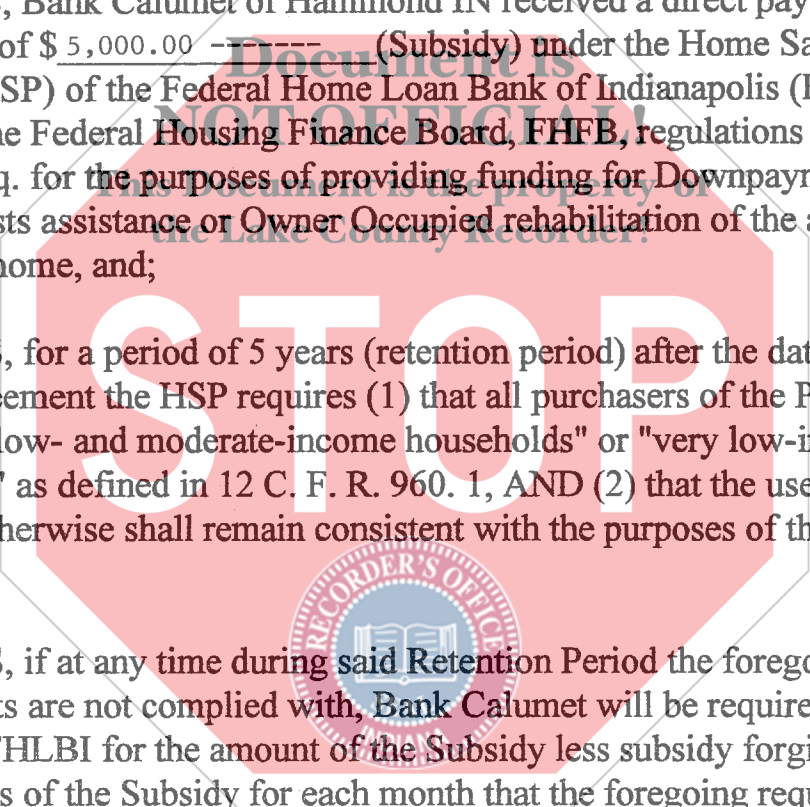 , Bank Calumet of Hammond IN received a direct pay
of $ 5,000.00 ------- (Subsidy) under the Home Sa
SP) of the Federal Home Loan Bank of Indianapolis (
e Federal Housing Finance Board, FHFB, regulations
q. for the purposes of providing funding for Downpaym
sts assistance or Owner Occupied rehabilitation of the a
home, and;
Document is
NOT OFFICIAL!
This Document is the property of
the Lake County Recorder!
, for a period of 5 years (retention period) after the dat
eement the HSP requires (1) that all purchasers of the P
low- and moderate-income households" or "very low-i
" as defined in 12 C. F. R. 960. 1, AND (2) that the use
herwise shall remain consistent with the purposes of th
STOP
RECORDER'S OFFICE
INDIANA
, if at any time during said Retention Period the forego
ts are not complied with, Bank Calumet will be require
HLBI for the amount of the Subsidy less subsidy forgi
s of the Subsidy for each month that the foregoing req